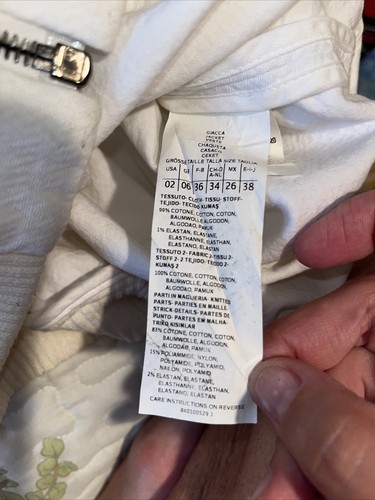 GIACCA
JACKET
VESTE
CHAQUETA
CASACO
CEKET
GRÖSSE TAILLE TALLA SIZE TAGLIA
USA GB F-B CH-D A-NL MX E-I-J
02 06 36 34 26 38
TESSUTO- CLOTH-TISSU-STOFF-
TEJIDO- TECIDO KUMAŞ
99% COTONE, COTTON, COTON,
BAUMWOLLE, ALGODON,
ALGODAO, PAMUK
1% ELASTAN, ELASTANE,
ELASTHANNE, ELASTHAN,
ELASTANO, ELASTAN
TESSUTO 2- FABRIC 2-TISSU 2-
STOFF 2- TEJIDO 2- TECIDO 2-
KUMAŞ 2
100% COTONE, COTTON, COTON,
BAUMWOLLE, ALGODON,
ALGODAO, PAMUK
PARTI IN MAGLIERIA- KNITTED
PARTS- PARTIES EN MAILLE-
STRICK-DETAILS- PARTES DE
PUNTO- PARTES EM MALHA-
TRIKO KISIMLAR
83% COTONE, COTTON, COTON,
BAUMWOLLE, ALGODON,
ALGODAO, PAMUK
15% POLIAMMIDE, NYLON,
POLYAMIDE, POLYAMID,
NAILON, POLYAMID
2% ELASTAN, ELASTANE,
ELASTHANNE, ELASTHAN,
ELASTANO, ELASTAN
CARE INSTRUCTIONS ON REVERSE